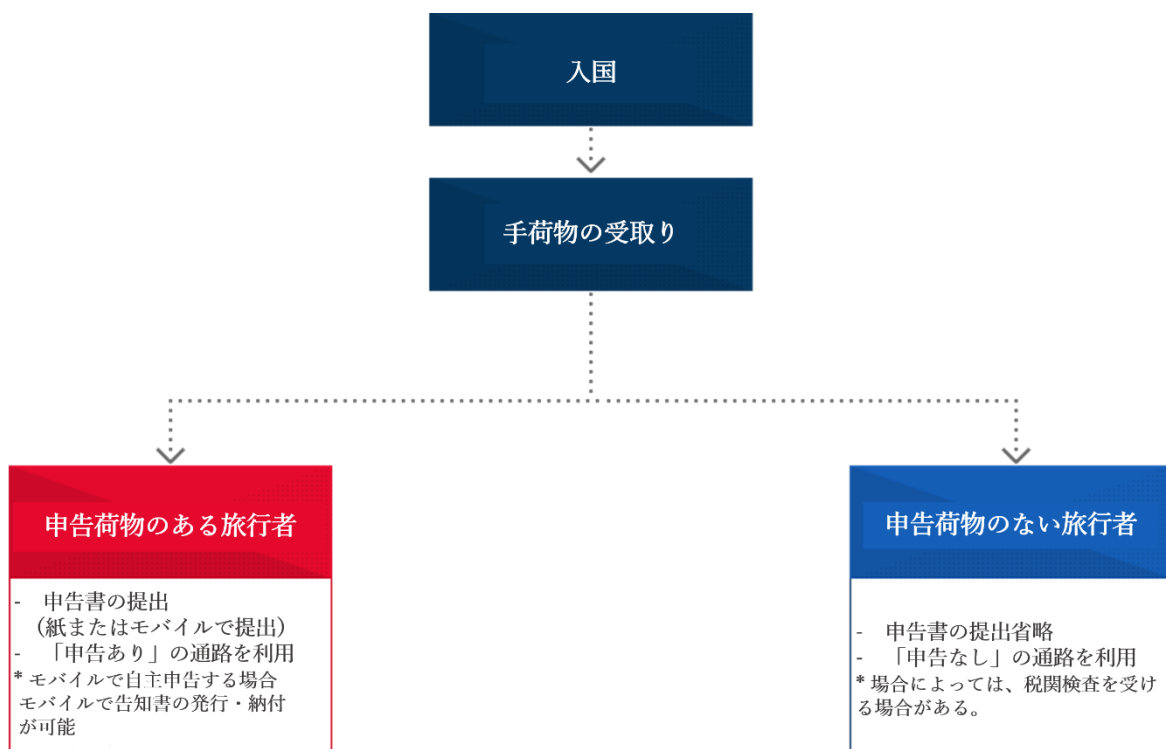 入国
手荷物の受取り
申告荷物のある旅行者
- 申告書の提出
（紙またはモバイルで提出）
- 「申告あり」の通路を利用
* モバイルで自主申告する場合
モバイルで告知書の発行・納付
が可能
申告荷物のない旅行者
- 申告書の提出省略
- 「申告なし」の通路を利用
* 場合によっては、税関検査を受け
る場合がある。